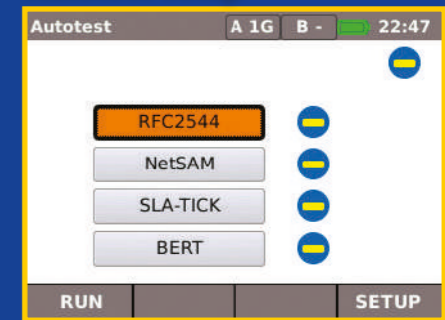 Autotest A 1G B - 22:47
RFC2544
NetSAM
SLA-TICK
BERT
RUN SETUP